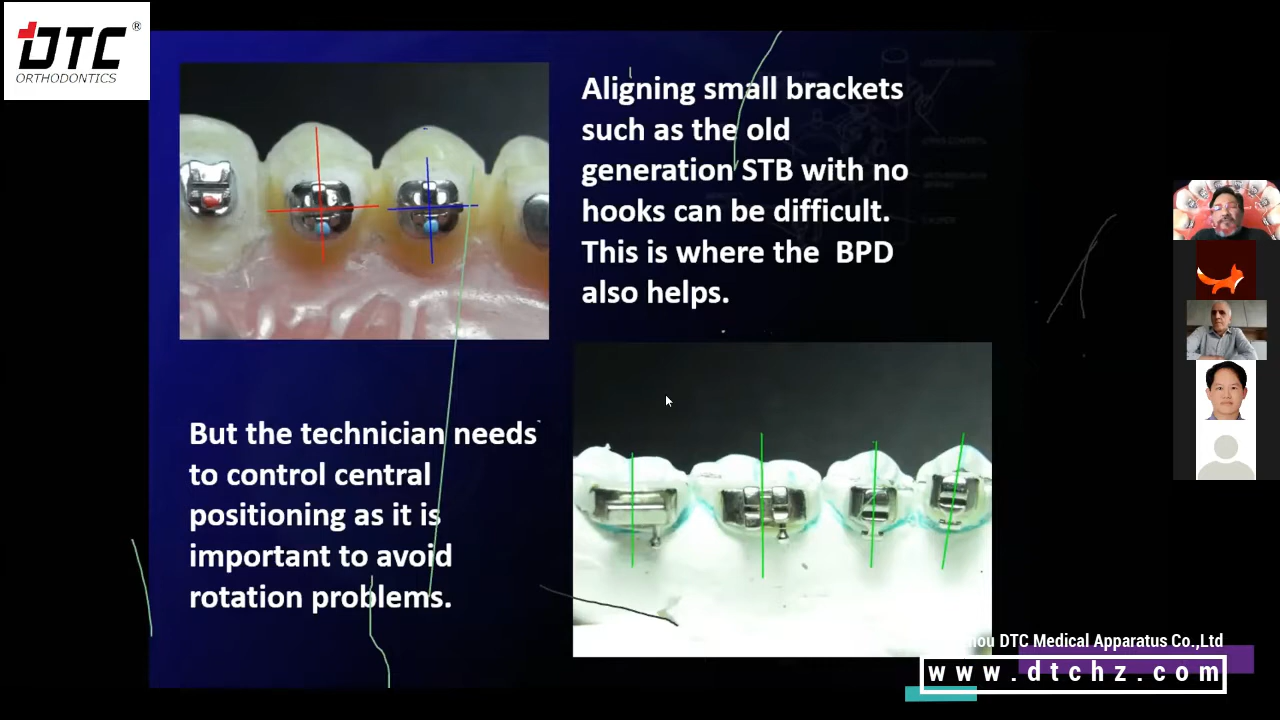 DTC®
ORTHODONTICS
Aligning small brackets
such as the old
generation STB with no
hooks can be difficult.
This is where the BPD
also helps.
But the technician needs
to control central
positioning as it is
important to avoid
rotation problems.
DTC Medical Apparatus Co.,Ltd
www.dtchz.com